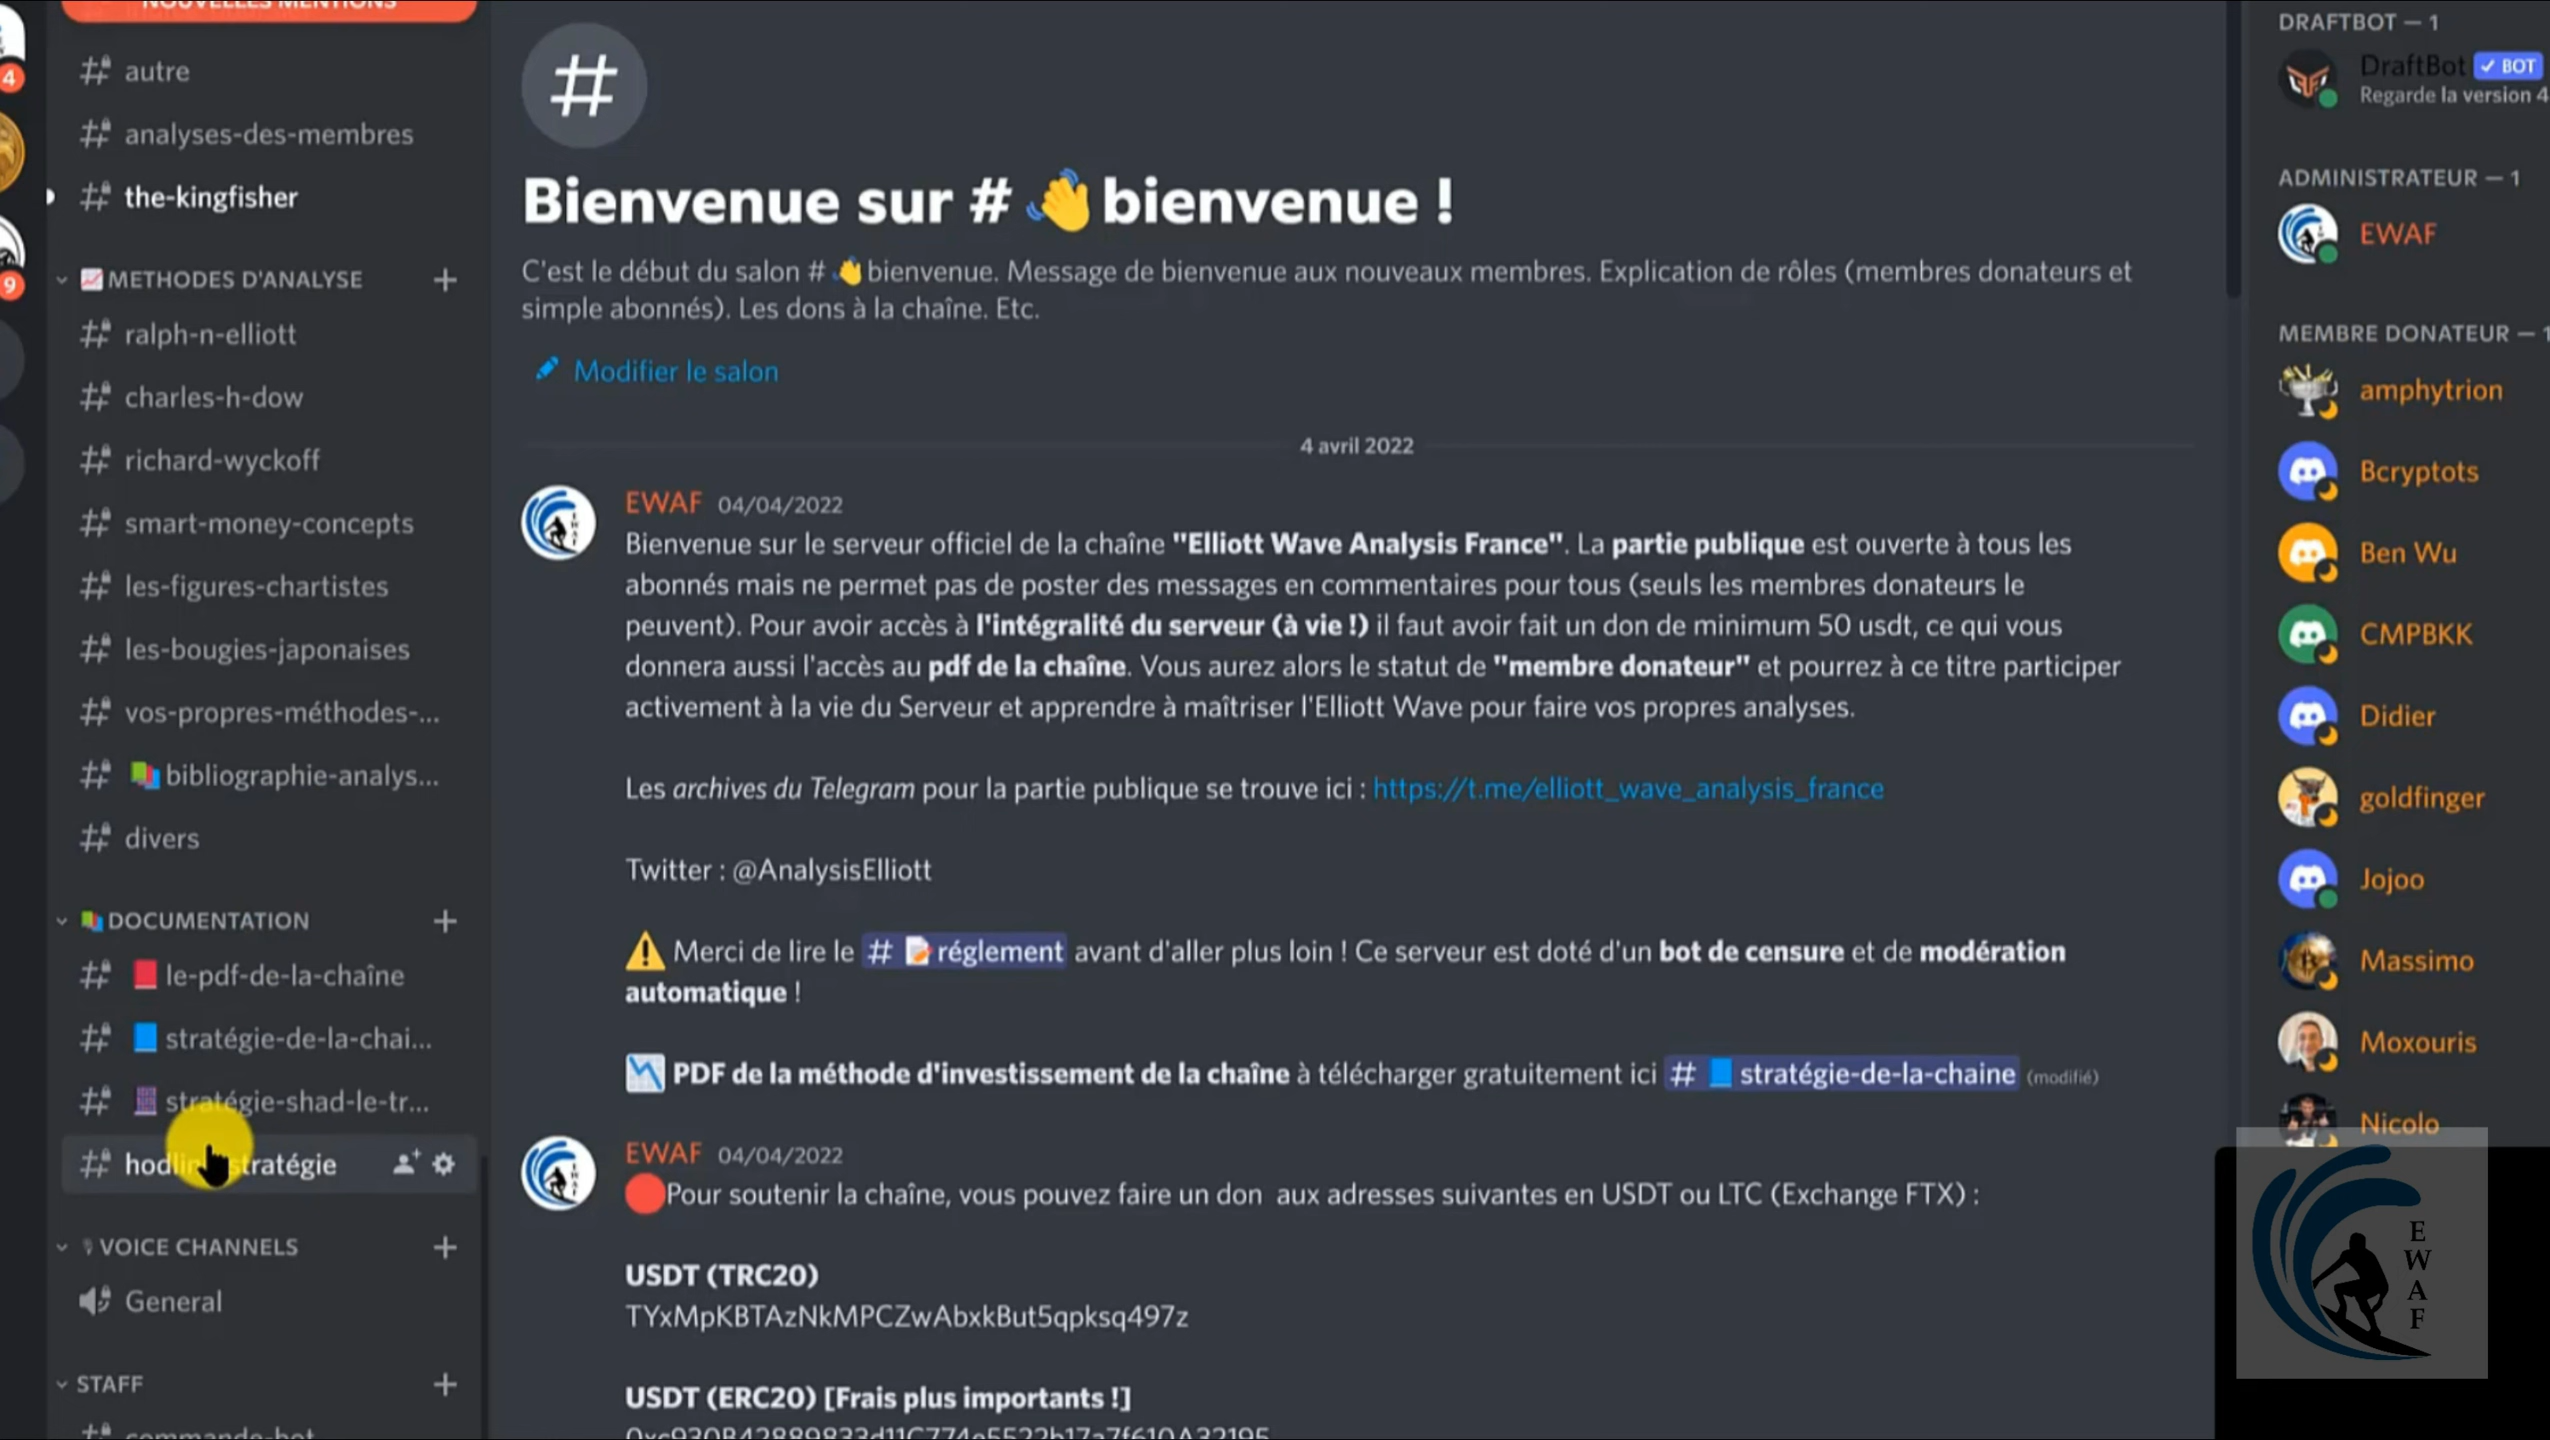 NOUVELLES MENTIONS
4
9
autre
analyses-des-membres
the-kingfisher
METHODES D'ANALYSE
ralph-n-elliott
charles-h-dow
richard-wyckoff
smart-money-concepts
les-figures-chartistes
les-bougies-japonaises
vos-propres-méthodes-...
bibliographie-analys...
divers
DOCUMENTATION
le-pdf-de-la-chaîne
stratégie-de-la-chai...
stratégie-shad-le-tr...
VOICE CHANNELS
General
STAFF
commande-bot
Bienvenue sur # 👋 bienvenue !
C'est le début du salon # 👋 bienvenue. Message de bienvenue aux nouveaux membres. Explication de rôles (membres donateurs et
simple abonnés). Les dons à la chaîne. Etc.
Modifier le salon
4 avril 2022
EWAF 04/04/2022
Bienvenue sur le serveur officiel de la chaîne "Elliott Wave Analysis France". La partie publique est ouverte à tous les
abonnés mais ne permet pas de poster des messages en commentaires pour tous (seuls les membres donateurs le
peuvent). Pour avoir accès à l'intégralité du serveur (à vie !) il faut avoir fait un don de minimum 50 usdt, ce qui vous
donnera aussi l'accès au pdf de la chaîne. Vous aurez alors le statut de "membre donateur" et pourrez à ce titre participer
activement à la vie du Serveur et apprendre à maîtriser l'Elliott Wave pour faire vos propres analyses.
Les archives du Telegram pour la partie publique se trouve ici : https://t.me/elliott_wave_analysis_france
Twitter : @AnalysisElliott
⚠️ Merci de lire le # 📝 réglement avant d'aller plus loin ! Ce serveur est doté d'un bot de censure et de modération
automatique !
PDF de la méthode d'investissement de la chaîne à télécharger gratuitement ici # 📘 stratégie-de-la-chaine (modifié)
EWAF 04/04/2022
🔴Pour soutenir la chaîne, vous pouvez faire un don aux adresses suivantes en USDT ou LTC (Exchange FTX) :
USDT (TRC20)
TYxMpKBTAzNkMPCZwAbxkBut5qpksq497z
USDT (ERC20) [Frais plus importants !]
DRAFTBOT — 1
DraftBot ✓ BOT
Regarde la version 4
ADMINISTRATEUR — 1
EWAF
MEMBRE DONATEUR — 1
amphytrion
Bcryptots
Ben Wu
CMPBKK
Didier
goldfinger
Jojoo
Massimo
Moxouris
Nicolo
E
W
A
F